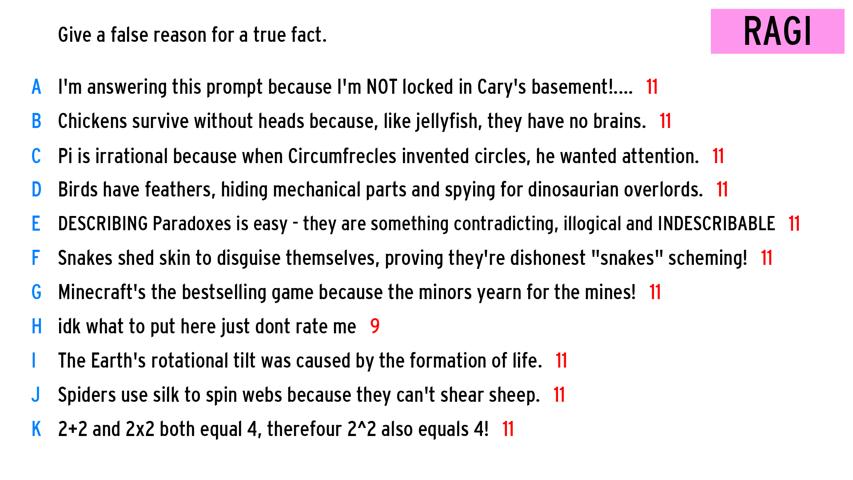 Give a false reason for a true fact.
RAGI
A I'm answering this prompt because I'm NOT locked in Cary's basement!.... 11
B Chickens survive without heads because, like jellyfish, they have no brains. 11
C Pi is irrational because when Circumfrecles invented circles, he wanted attention. 11
D Birds have feathers, hiding mechanical parts and spying for dinosaurian overlords. 11
E DESCRIBING Paradoxes is easy - they are something contradicting, illogical and INDESCRIBABLE 11
F Snakes shed skin to disguise themselves, proving they're dishonest "snakes" scheming! 11
G Minecraft's the bestselling game because the minors yearn for the mines! 11
H idk what to put here just dont rate me 9
I The Earth's rotational tilt was caused by the formation of life. 11
J Spiders use silk to spin webs because they can't shear sheep. 11
K 2+2 and 2x2 both equal 4, therefour 2^2 also equals 4! 11